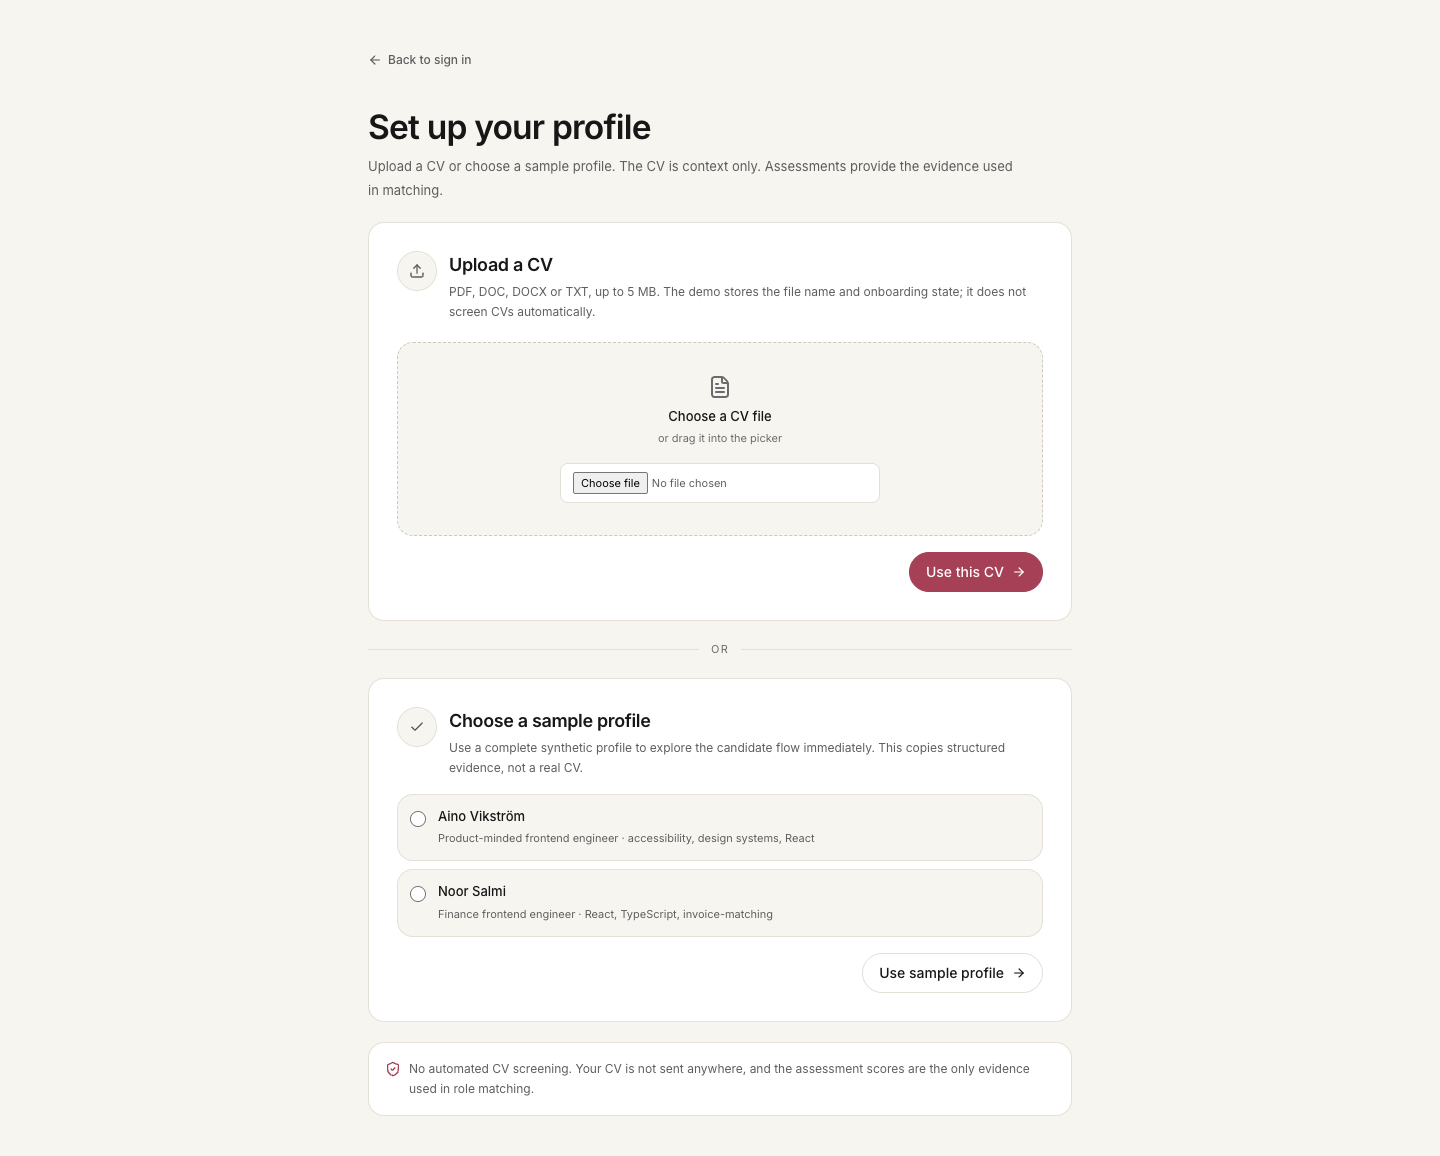 Back to sign in
Set up your profile
Upload a CV or choose a sample profile. The CV is context only. Assessments provide the evidence used
in matching.
Upload a CV
PDF, DOC, DOCX or TXT, up to 5 MB. The demo stores the file name and onboarding state; it does not
screen CVs automatically.
Choose a CV file
or drag it into the picker
Choose file No file chosen
Use this CV
OR
Choose a sample profile
Use a complete synthetic profile to explore the candidate flow immediately. This copies structured
evidence, not a real CV.
Aino Vikström
Product-minded frontend engineer · accessibility, design systems, React
Noor Salmi
Finance frontend engineer · React, TypeScript, invoice-matching
Use sample profile
No automated CV screening. Your CV is not sent anywhere, and the assessment scores are the only evidence
used in role matching.